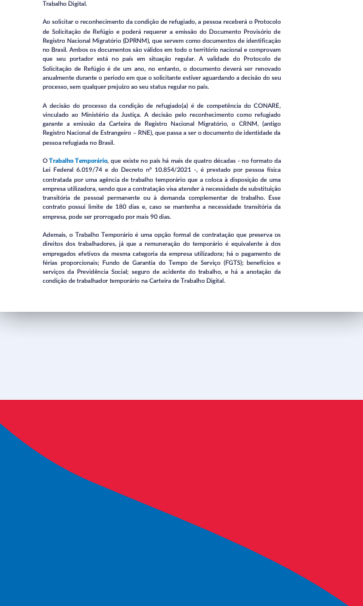 Trabalho Digital.
Ao solicitar o reconhecimento da condição de refugiado, a pessoa receberá o Protocolo
de Solicitação de Refúgio e poderá requerer a emissão do Documento Provisório de
Registro Nacional Migratório (DPRNM), que servem como documentos de identificação
no Brasil. Ambos os documentos são válidos em todo o território nacional e comprovam
que seu portador está no país em situação regular. A validade do Protocolo de
Solicitação de Refúgio é de um ano, no entanto, o documento deverá ser renovado
anualmente durante o período em que o solicitante estiver aguardando a decisão do seu
processo, sem qualquer prejuízo ao seu status regular no país.
A decisão do processo da condição de refugiado(a) é de competência do CONARE,
vinculado ao Ministério da Justiça. A decisão pelo reconhecimento como refugiado
garante a emissão da Carteira de Registro Nacional Migratório, o CRNM, (antigo
Registro Nacional de Estrangeiro – RNE), que passa a ser o documento de identidade da
pessoa refugiada no Brasil.
O Trabalho Temporário, que existe no país há mais de quatro décadas - no formato da
Lei Federal 6.019/74 e do Decreto nº 10.854/2021 -, é prestado por pessoa física
contratada por uma agência de trabalho temporário que a coloca à disposição de uma
empresa utilizadora, sendo que a contratação visa atender à necessidade de substituição
transitória de pessoal permanente ou à demanda complementar de trabalho. Esse
contrato possui limite de 180 dias e, caso se mantenha a necessidade transitória da
empresa, pode ser prorrogado por mais 90 dias.
Ademais, o Trabalho Temporário é uma opção formal de contratação que preserva os
direitos dos trabalhadores, já que a remuneração do temporário é equivalente à dos
empregados efetivos da mesma categoria da empresa utilizadora; há o pagamento de
férias proporcionais; Fundo de Garantia do Tempo de Serviço (FGTS); benefícios e
serviços da Previdência Social; seguro de acidente do trabalho, e há a anotação da
condição de trabalhador temporário na Carteira de Trabalho Digital.